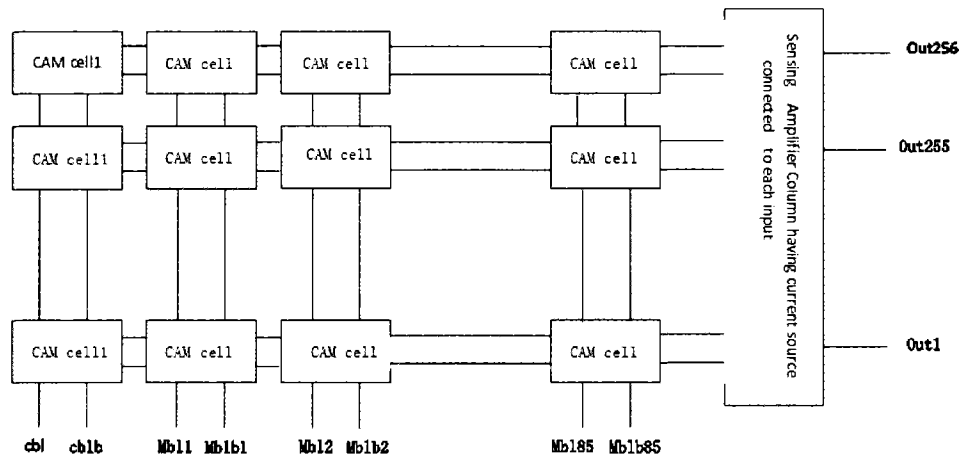 CAM cell1 CAM cell CAM cell CAM cell
Out256
CAM cell1 CAM cell CAM cell CAM cell
Out255
Sensing Amplifier Column having current source
connected to each input
CAM cell1 CAM cell CAM cell CAM cell
Out1
cbl cblb Mbl1 Mblb1 Mbl2 Mblb2 Mbl85 Mblb85